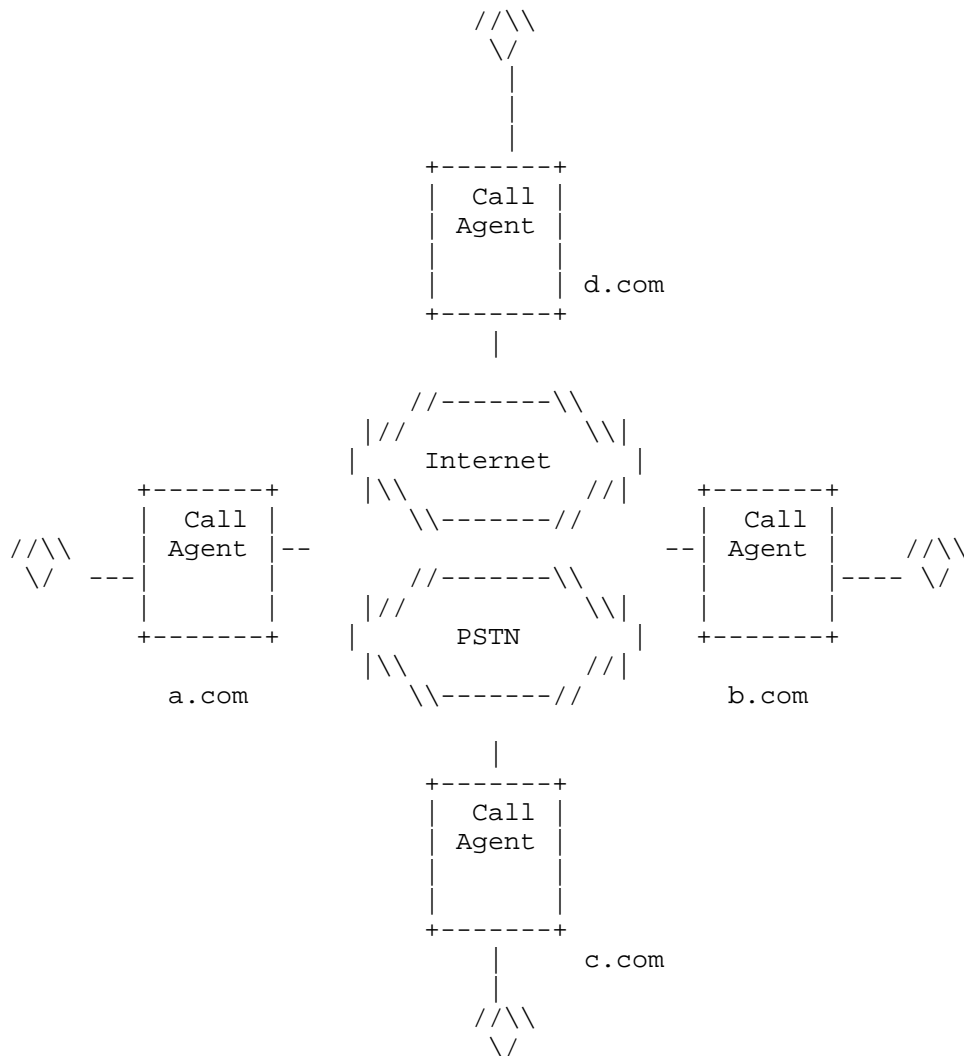 Call
Agent
d.com
Internet
Call
Agent
Call
Agent
PSTN
a.com
b.com
Call
Agent
c.com